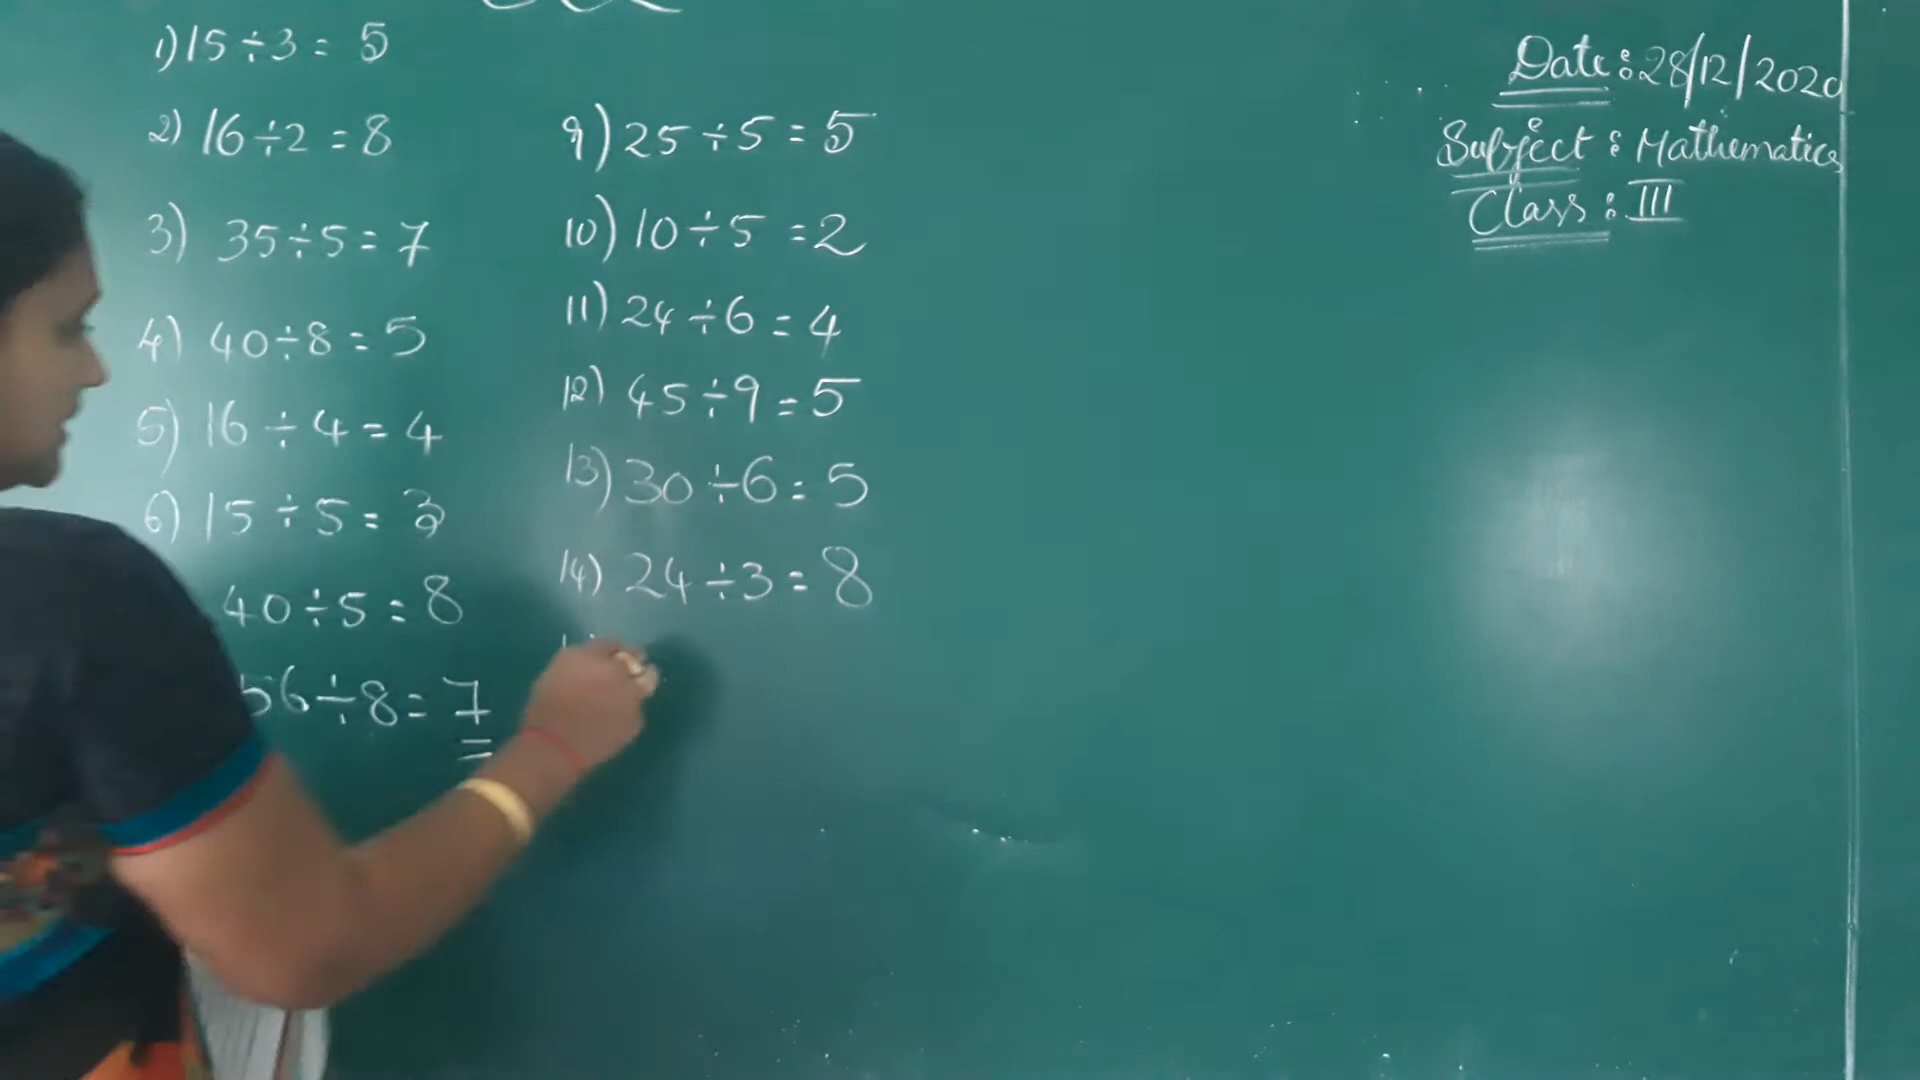 1) 15 ÷ 3 = 5
2) 16 ÷ 2 = 8
3) 35 ÷ 5 = 7
4) 40 ÷ 8 = 5
5) 16 ÷ 4 = 4
6) 15 ÷ 5 = 3
40 ÷ 5 = 8
56 ÷ 8 = 7
9) 25 ÷ 5 = 5
10) 10 ÷ 5 = 2
11) 24 ÷ 6 = 4
12) 45 ÷ 9 = 5
13) 30 ÷ 6 = 5
14) 24 ÷ 3 = 8
Date : 28/12/2020
Subject : Mathematics
Class : III